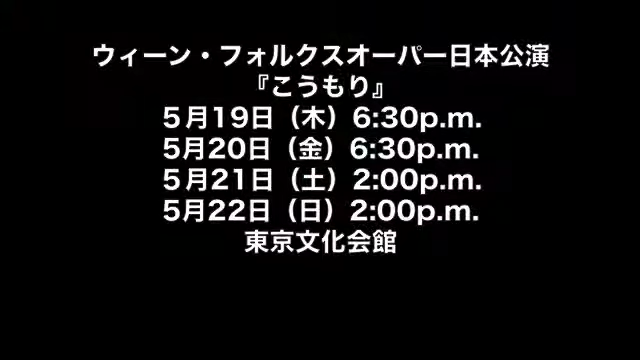 ウィーン・フォルクスオーパー日本公演
『こうもり』
５月19日（木）6:30p.m.
5月20日（金）6:30p.m.
５月21日（土）2:00p.m.
5月22日（日）2:00p.m.
東京文化会館